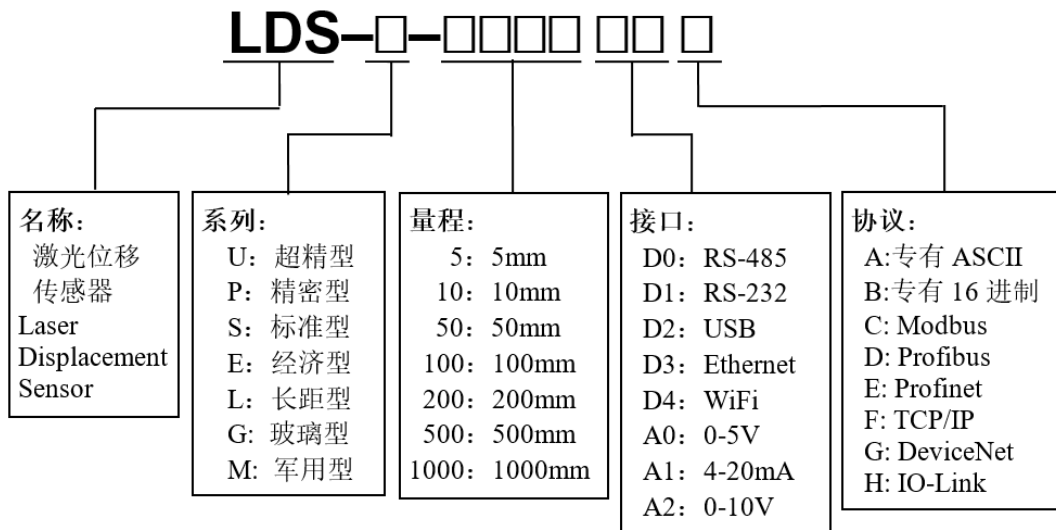 LDS-□-□□□□ □□ □
名称：
激光位移
传感器
Laser
Displacement
Sensor
系列：
U：超精型
P：精密型
S：标准型
E：经济型
L：长距型
G: 玻璃型
M：军用型
量程：
5：5mm
10：10mm
50：50mm
100：100mm
200：200mm
500：500mm
1000：1000mm
接口：
D0：RS-485
D1：RS-232
D2：USB
D3：Ethernet
D4：WiFi
A0：0-5V
A1：4-20mA
A2：0-10V
协议：
A:专有 ASCII
B:专有 16 进制
C: Modbus
D: Profibus
E: Profinet
F: TCP/IP
G: DeviceNet
H: IO-Link